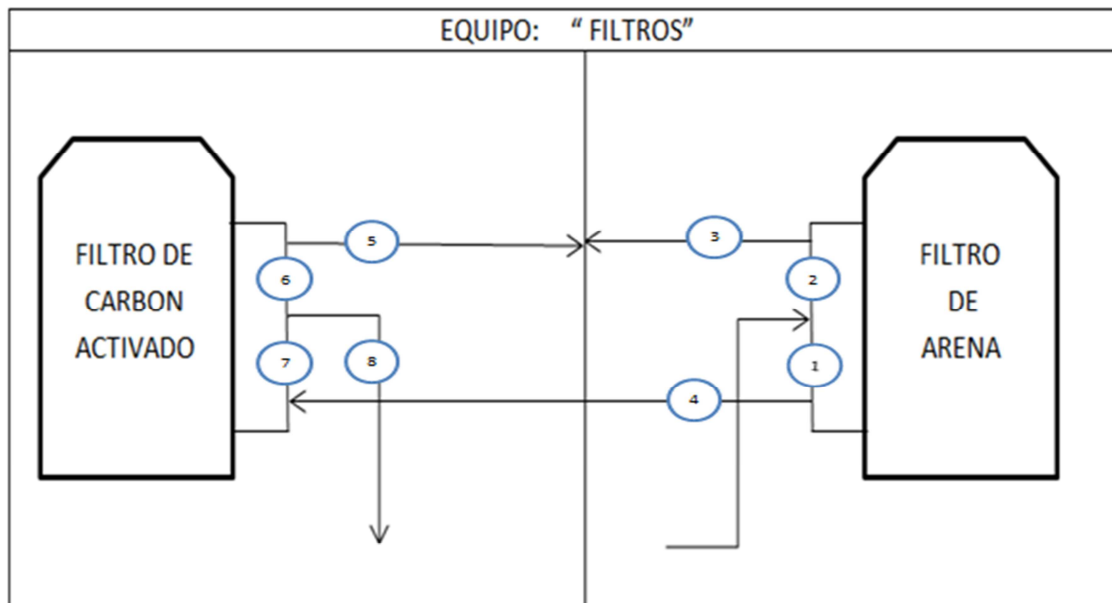 EQUIPO: “ FILTROS”
FILTRO DE
CARBON
ACTIVADO
5
6
7
8
3
2
1
4
FILTRO
DE
ARENA